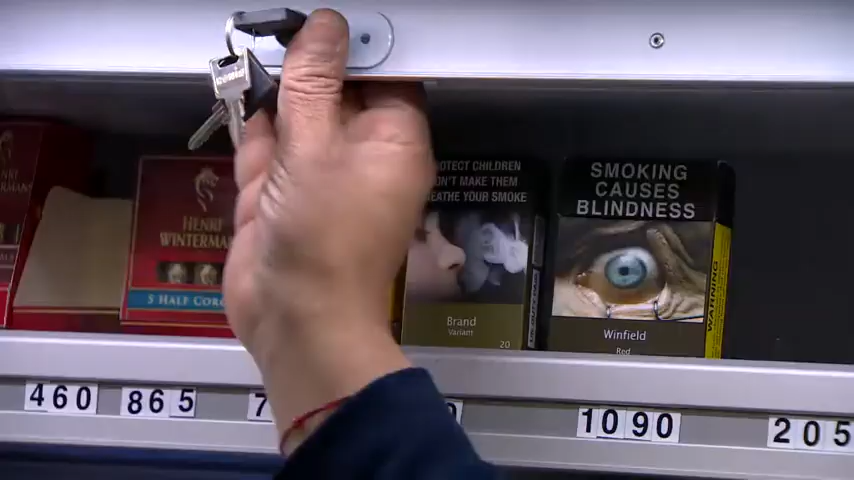 HENRI
WINTERMA
5 HALF CORO
ROTECT CHILDREN
N'T MAKE THEM
EATHE YOUR SMOKE
Brand
Variant
20
SMOKING
CAUSES
BLINDNESS
WARNING
Winfield
Red
460
865
7
1090
205